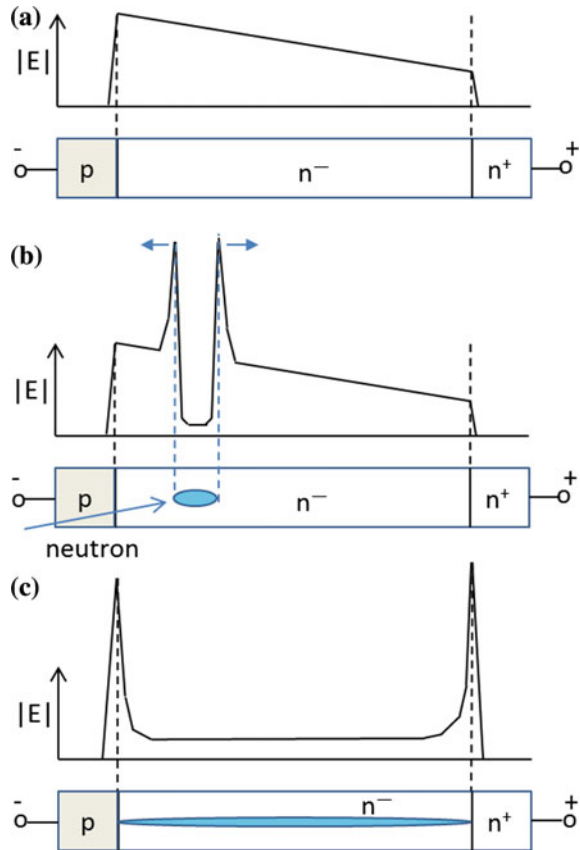 (a)
|E|
- p n— n+ +
(b)
|E|
- p n— n+ +
neutron
(c)
|E|
n—
- p n+ +